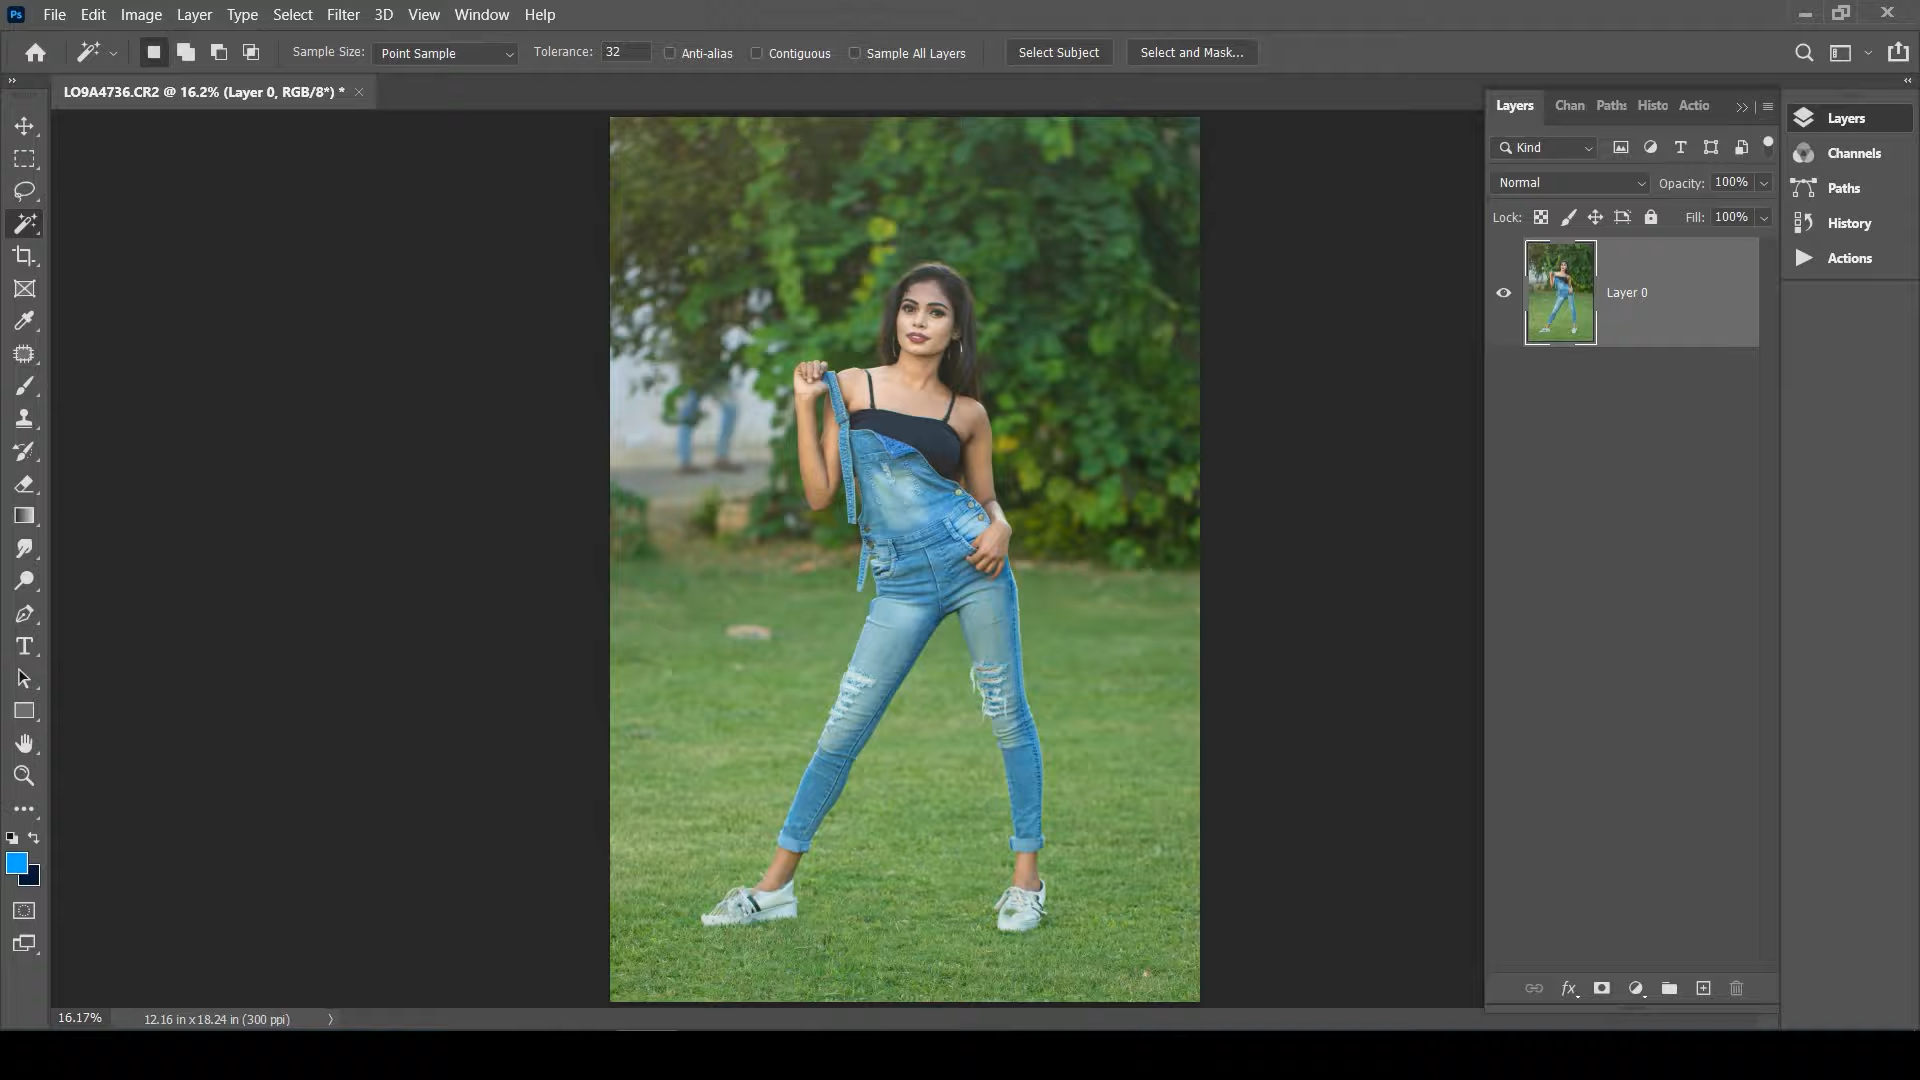 Ps File Edit Image Layer Type Select Filter 3D View Window Help
Sample Size: Point Sample Tolerance: 32 Anti-alias Contiguous Sample All Layers Select Subject Select and Mask...
LO9A4736.CR2 @ 16.2% (Layer 0, RGB/8*) * ×
Layers Chan Paths Histo Actio
Kind
Normal Opacity: 100%
Lock: Fill: 100%
Layer 0
Layers
Channels
Paths
History
Actions
16.17% 12.16 in x 18.24 in (300 ppi)